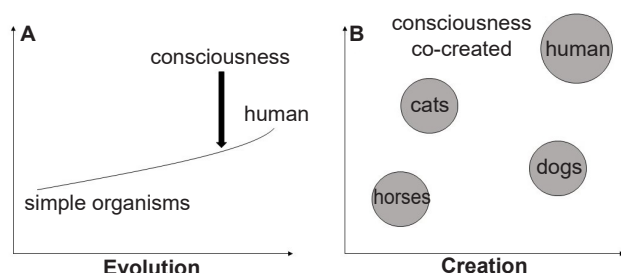 A
consciousness
human
simple organisms
Evolution
B
consciousness
co-created
human
cats
dogs
horses
Creation